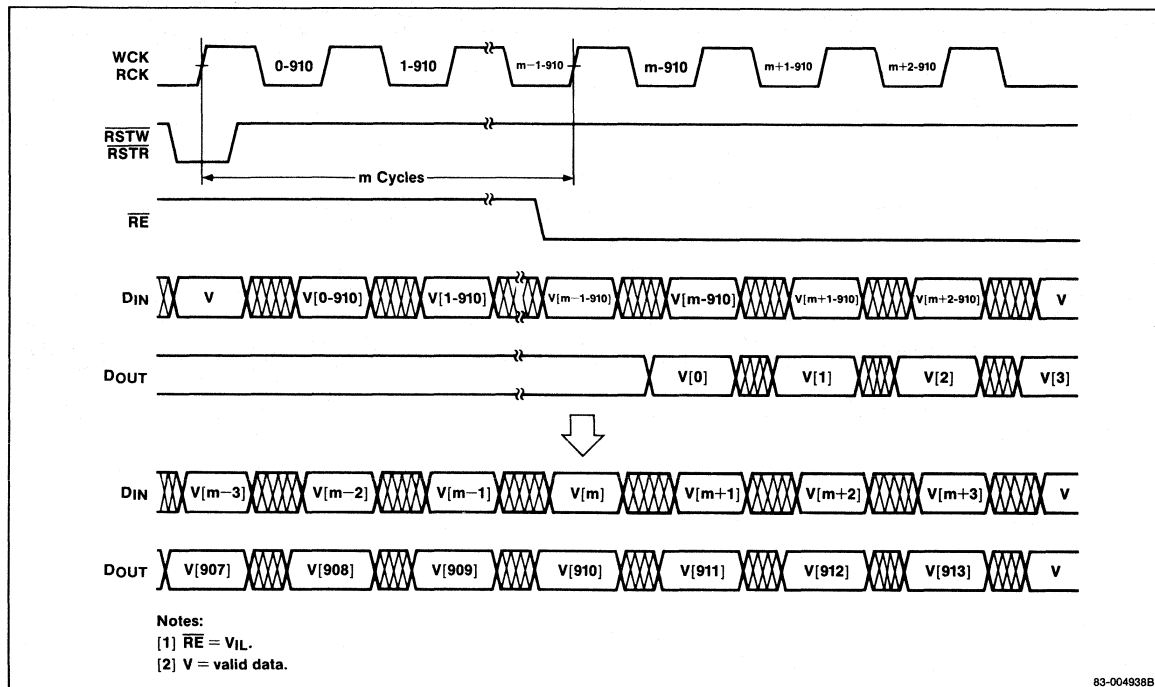 WCK
RCK
0-910
1-910
m−1-910
m-910
m+1-910
m+2-910
RSTW
RSTR
m Cycles
RE
DIN
V
V[0-910]
V[1-910]
V[m−1-910]
V[m-910]
V[m+1-910]
V[m+2-910]
V
DOUT
V[0]
V[1]
V[2]
V[3]
DIN
V[m−3]
V[m−2]
V[m−1]
V[m]
V[m+1]
V[m+2]
V[m+3]
V
DOUT
V[907]
V[908]
V[909]
V[910]
V[911]
V[912]
V[913]
V
Notes:
[1] RE = VIL.
[2] V = valid data.
83-004938B